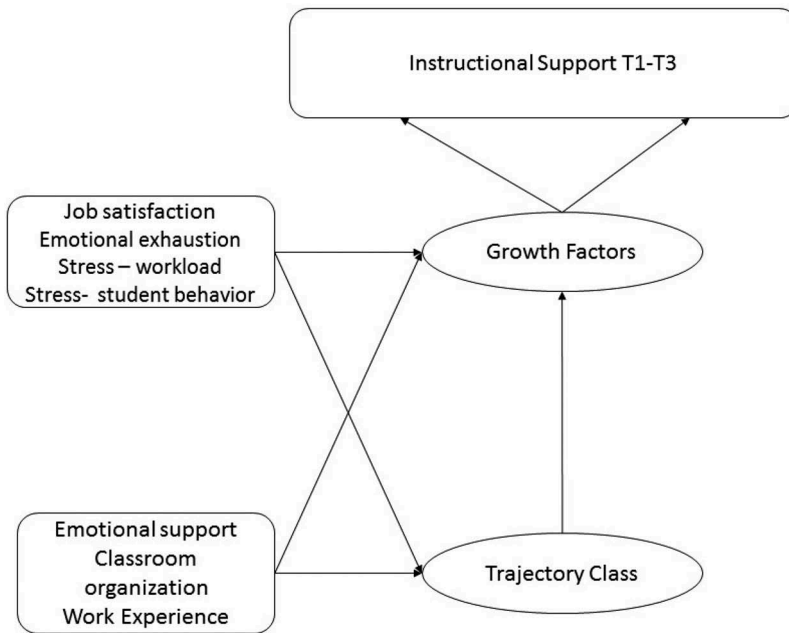 Instructional Support T1-T3
Job satisfaction
Emotional exhaustion
Stress – workload
Stress- student behavior
Growth Factors
Emotional support
Classroom
organization
Work Experience
Trajectory Class